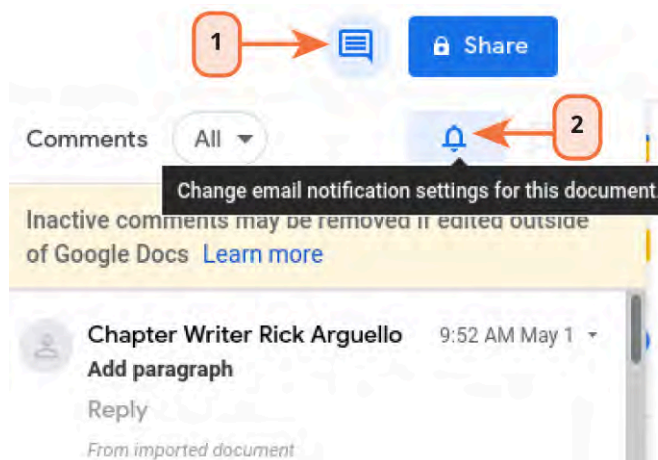 1
Share
Comments All
2
Change email notification settings for this document
Inactive comments may be removed if edited outside
of Google Docs Learn more
Chapter Writer Rick Arguello 9:52 AM May 1
Add paragraph
Reply
From imported document